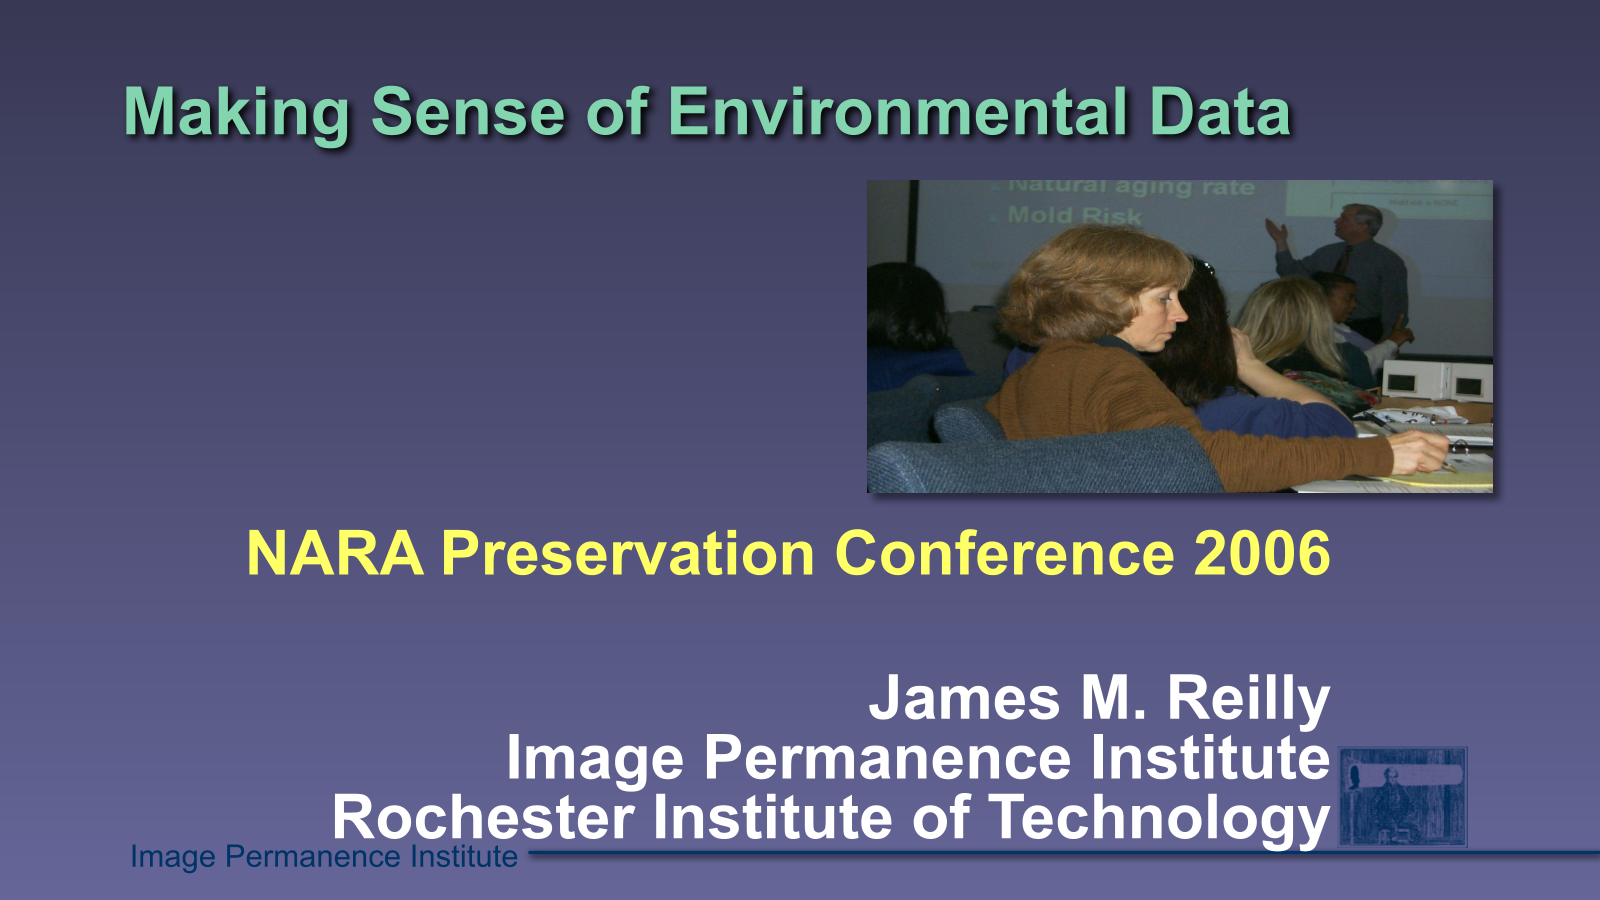 Making Sense of Environmental Data
Natural aging rate
Mold Risk
NARA Preservation Conference 2006
James M. Reilly
Image Permanence Institute
Rochester Institute of Technology
Image Permanence Institute